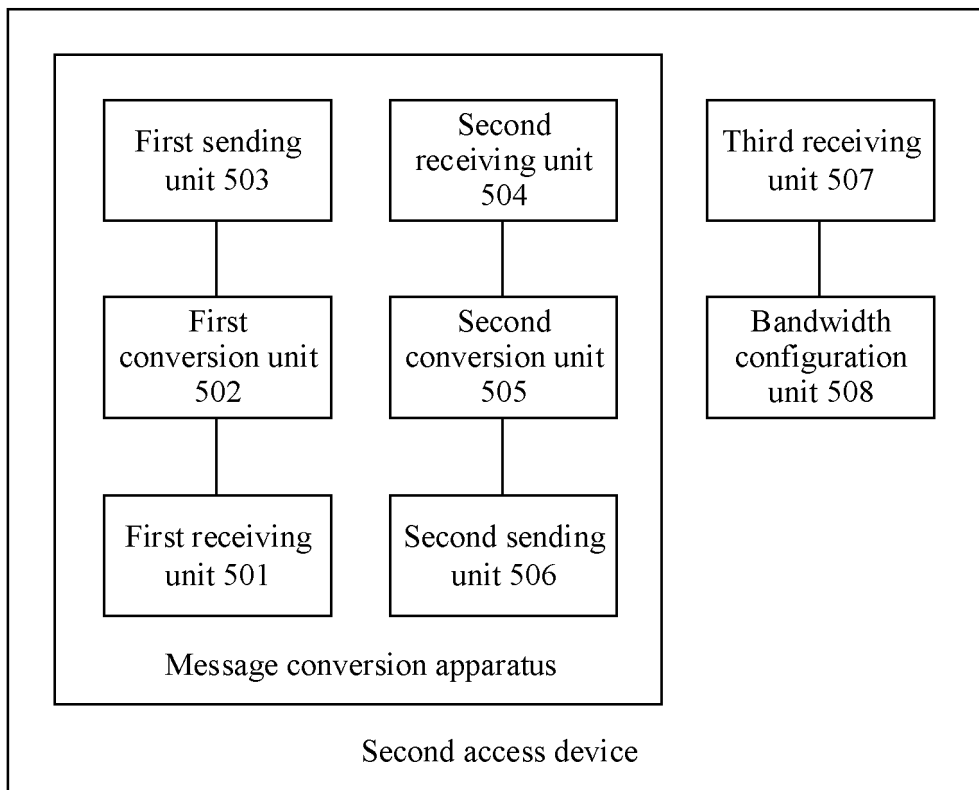 First sending
unit 503
Second
receiving unit
504
Third receiving
unit 507
First
conversion unit
502
Second
conversion unit
505
Bandwidth
configuration
unit 508
First receiving
unit 501
Second sending
unit 506
Message conversion apparatus
Second access device